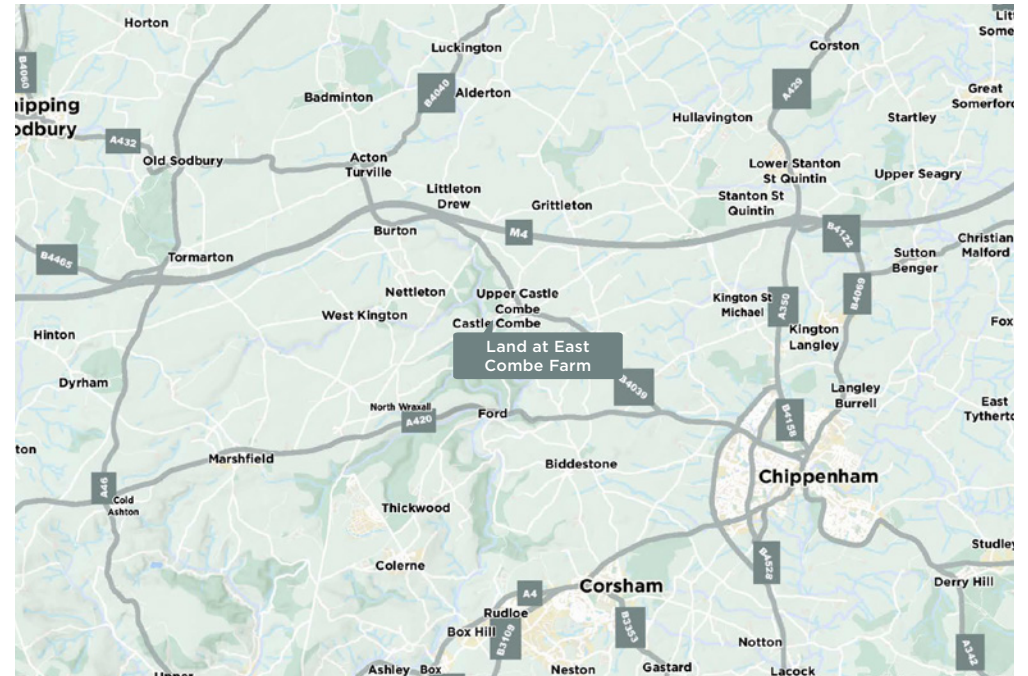 Horton
Litt
Some
Luckington
Corston
B4060
B4040
Alderton
A429
Badminton
Great
Somerford
hipping
odbury
Hullavington
Startley
A432
Old Sodbury
Acton
Turville
Lower Stanton
St Quintin
Upper Seagry
Littleton
Drew
Grittleton
Stanton St
Quintin
M4
Burton
B4122
Christian
Malford
B4465
Tormarton
Sutton
Benger
Nettleton
Upper Castle
Combe
Kington St
Michael
A350
B4069
West Kington
Castle Combe
Kington
Langley
Fox
Hinton
Land at East
Combe Farm
Dyrham
B4039
Langley
Burrell
North Wraxall
A420
Ford
B4158
East
Tytherto
ton
Marshfield
Biddestone
Chippenham
A46
Cold
Ashton
Thickwood
Studley
Colerne
B4528
Derry Hill
Corsham
A4
Rudloe
Box Hill
B3109
B3353
Notton
A342
Ashley
Box
Neston
Gastard
Lacock